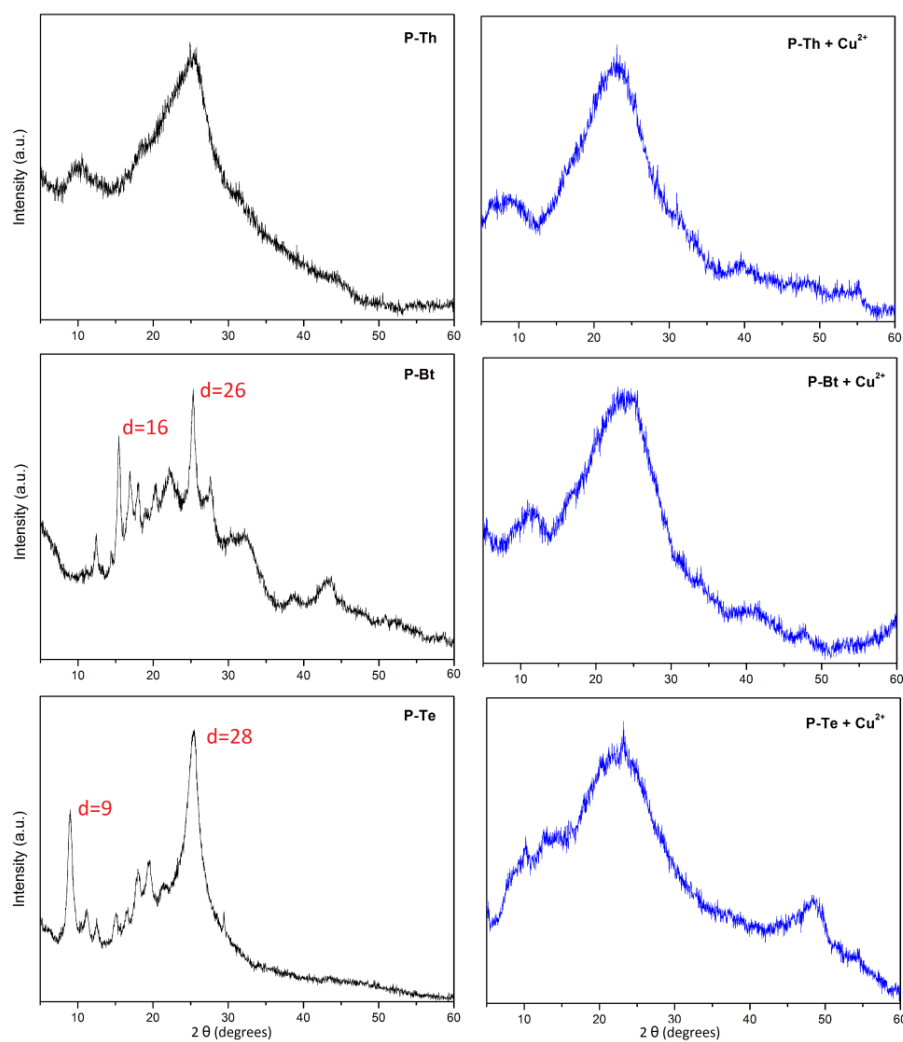 P-Th
Intensity (a.u.)
10 20 30 40 50 60
P-Th + Cu²⁺
10 20 30 40 50 60
P-Bt
d=16
d=26
Intensity (a.u.)
10 20 30 40 50 60
P-Bt + Cu²⁺
10 20 30 40 50 60
P-Te
d=9
d=28
Intensity (a.u.)
10 20 30 40 50 60
2 θ (degrees)
P-Te + Cu²⁺
10 20 30 40 50 60
2 θ (degrees)